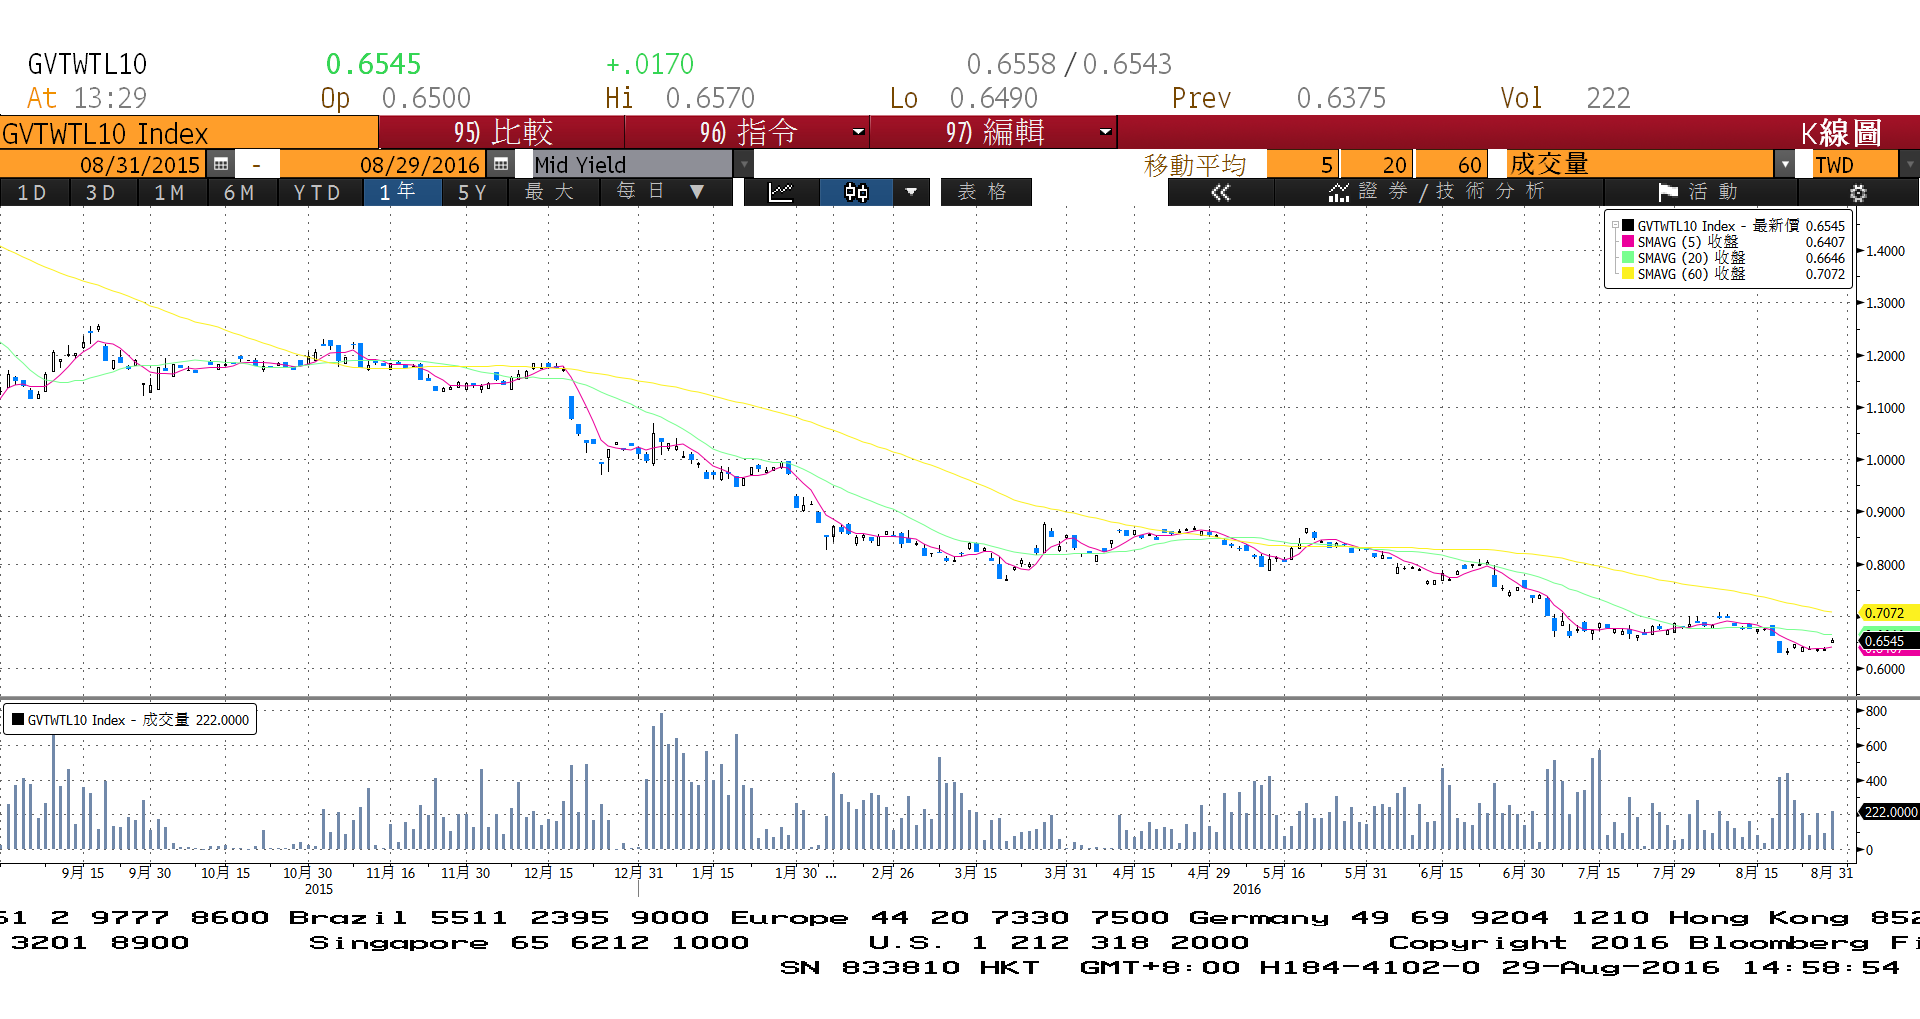 GVTWTL10 0.6545 +.0170 0.6558 / 0.6543
At 13:29 Op 0.6500 Hi 0.6570 Lo 0.6490 Prev 0.6375 Vol 222
GVTWTL10 Index 95) 比較 96) 指令 97) 編輯 K線圖
08/31/2015 - 08/29/2016 Mid Yield 移動平均 5 20 60 成交量 TWD
1D 3D 1M 6M YTD 1年 5Y 最大 每日 ▼ 表格 « 證券/技術分析 活動
GVTWTL10 Index - 最新價 0.6545
SMAVG (5) 收盤 0.6407
SMAVG (20) 收盤 0.6646
SMAVG (60) 收盤 0.7072
1.4000
1.3000
1.2000
1.1000
1.0000
0.9000
0.8000
0.7072
0.6545
0.6000
GVTWTL10 Index - 成交量 222.0000
800
600
400
222.0000
0
9月 15 9月 30 10月 15 10月 30 11月 16 11月 30 12月 15 12月 31 1月 15 1月 30 ... 2月 26 3月 15 3月 31 4月 15 4月 29 5月 16 5月 31 6月 15 6月 30 7月 15 7月 29 8月 15 8月 31
2015 2016
61 2 9777 8600 Brazil 5511 2395 9000 Europe 44 20 7330 7500 Germany 49 69 9204 1210 Hong Kong 852
3201 8900 Singapore 65 6212 1000 U.S. 1 212 318 2000 Copyright 2016 Bloomberg Fi
SN 833810 HKT GMT+8:00 H184-4102-0 29-Aug-2016 14:58:54